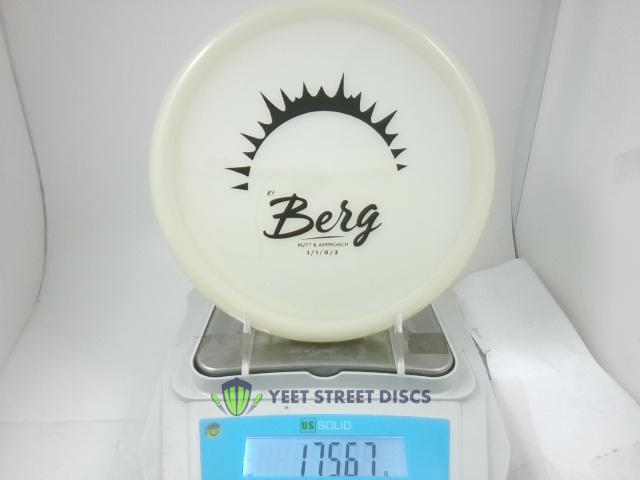 K1
Berg
PUTT & APPROACH
1 / 1 / 0 / 2
YEET STREET DISCS
US SOLID
175.67 g